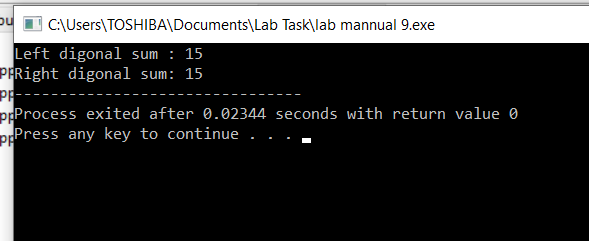 C:\Users\TOSHIBA\Documents\Lab Task\lab mannual 9.exe
Left digonal sum : 15
Right digonal sum: 15
--------------------------------
Process exited after 0.02344 seconds with return value 0
Press any key to continue . . .